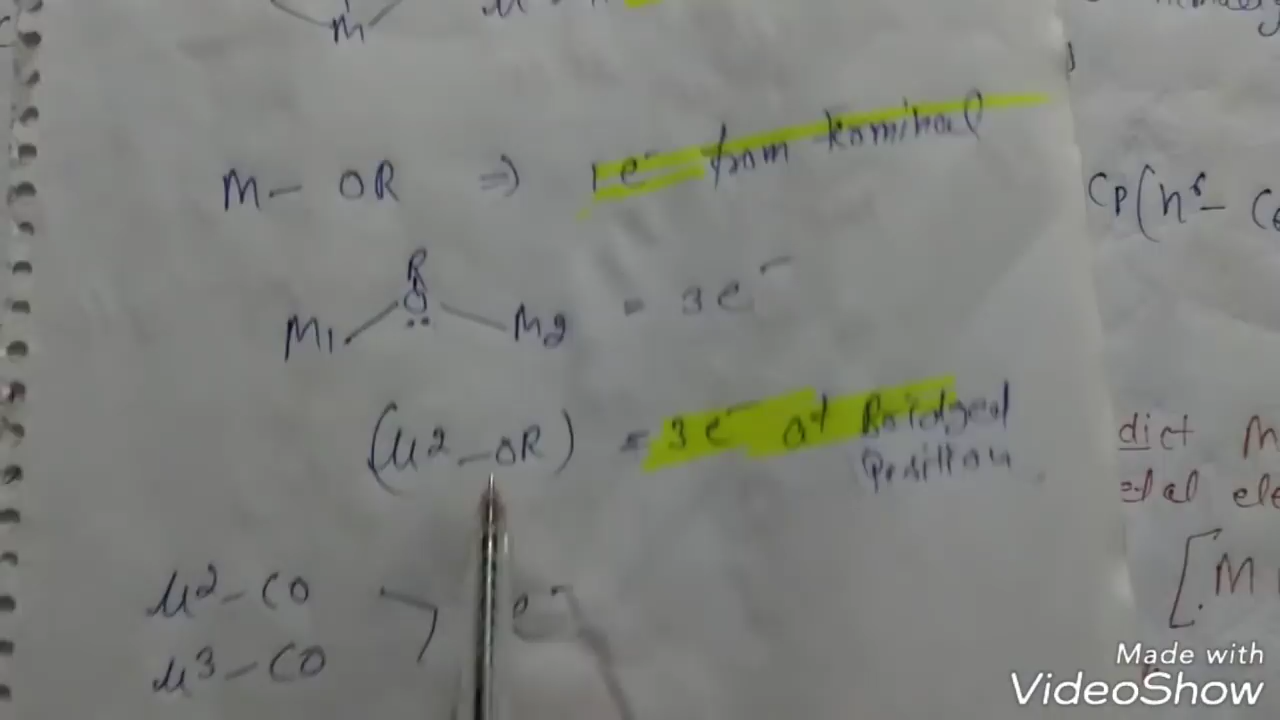 M
M — OR ⇒ 1e⁻ from terminal
R
M1 O M2 = 3e⁻
(μ2 – OR) = 3e⁻ at Bridged
Position
μ2 – CO
e⁻
μ3 – CO
CP(η6 –
dict M
[M
Made with
VideoShow